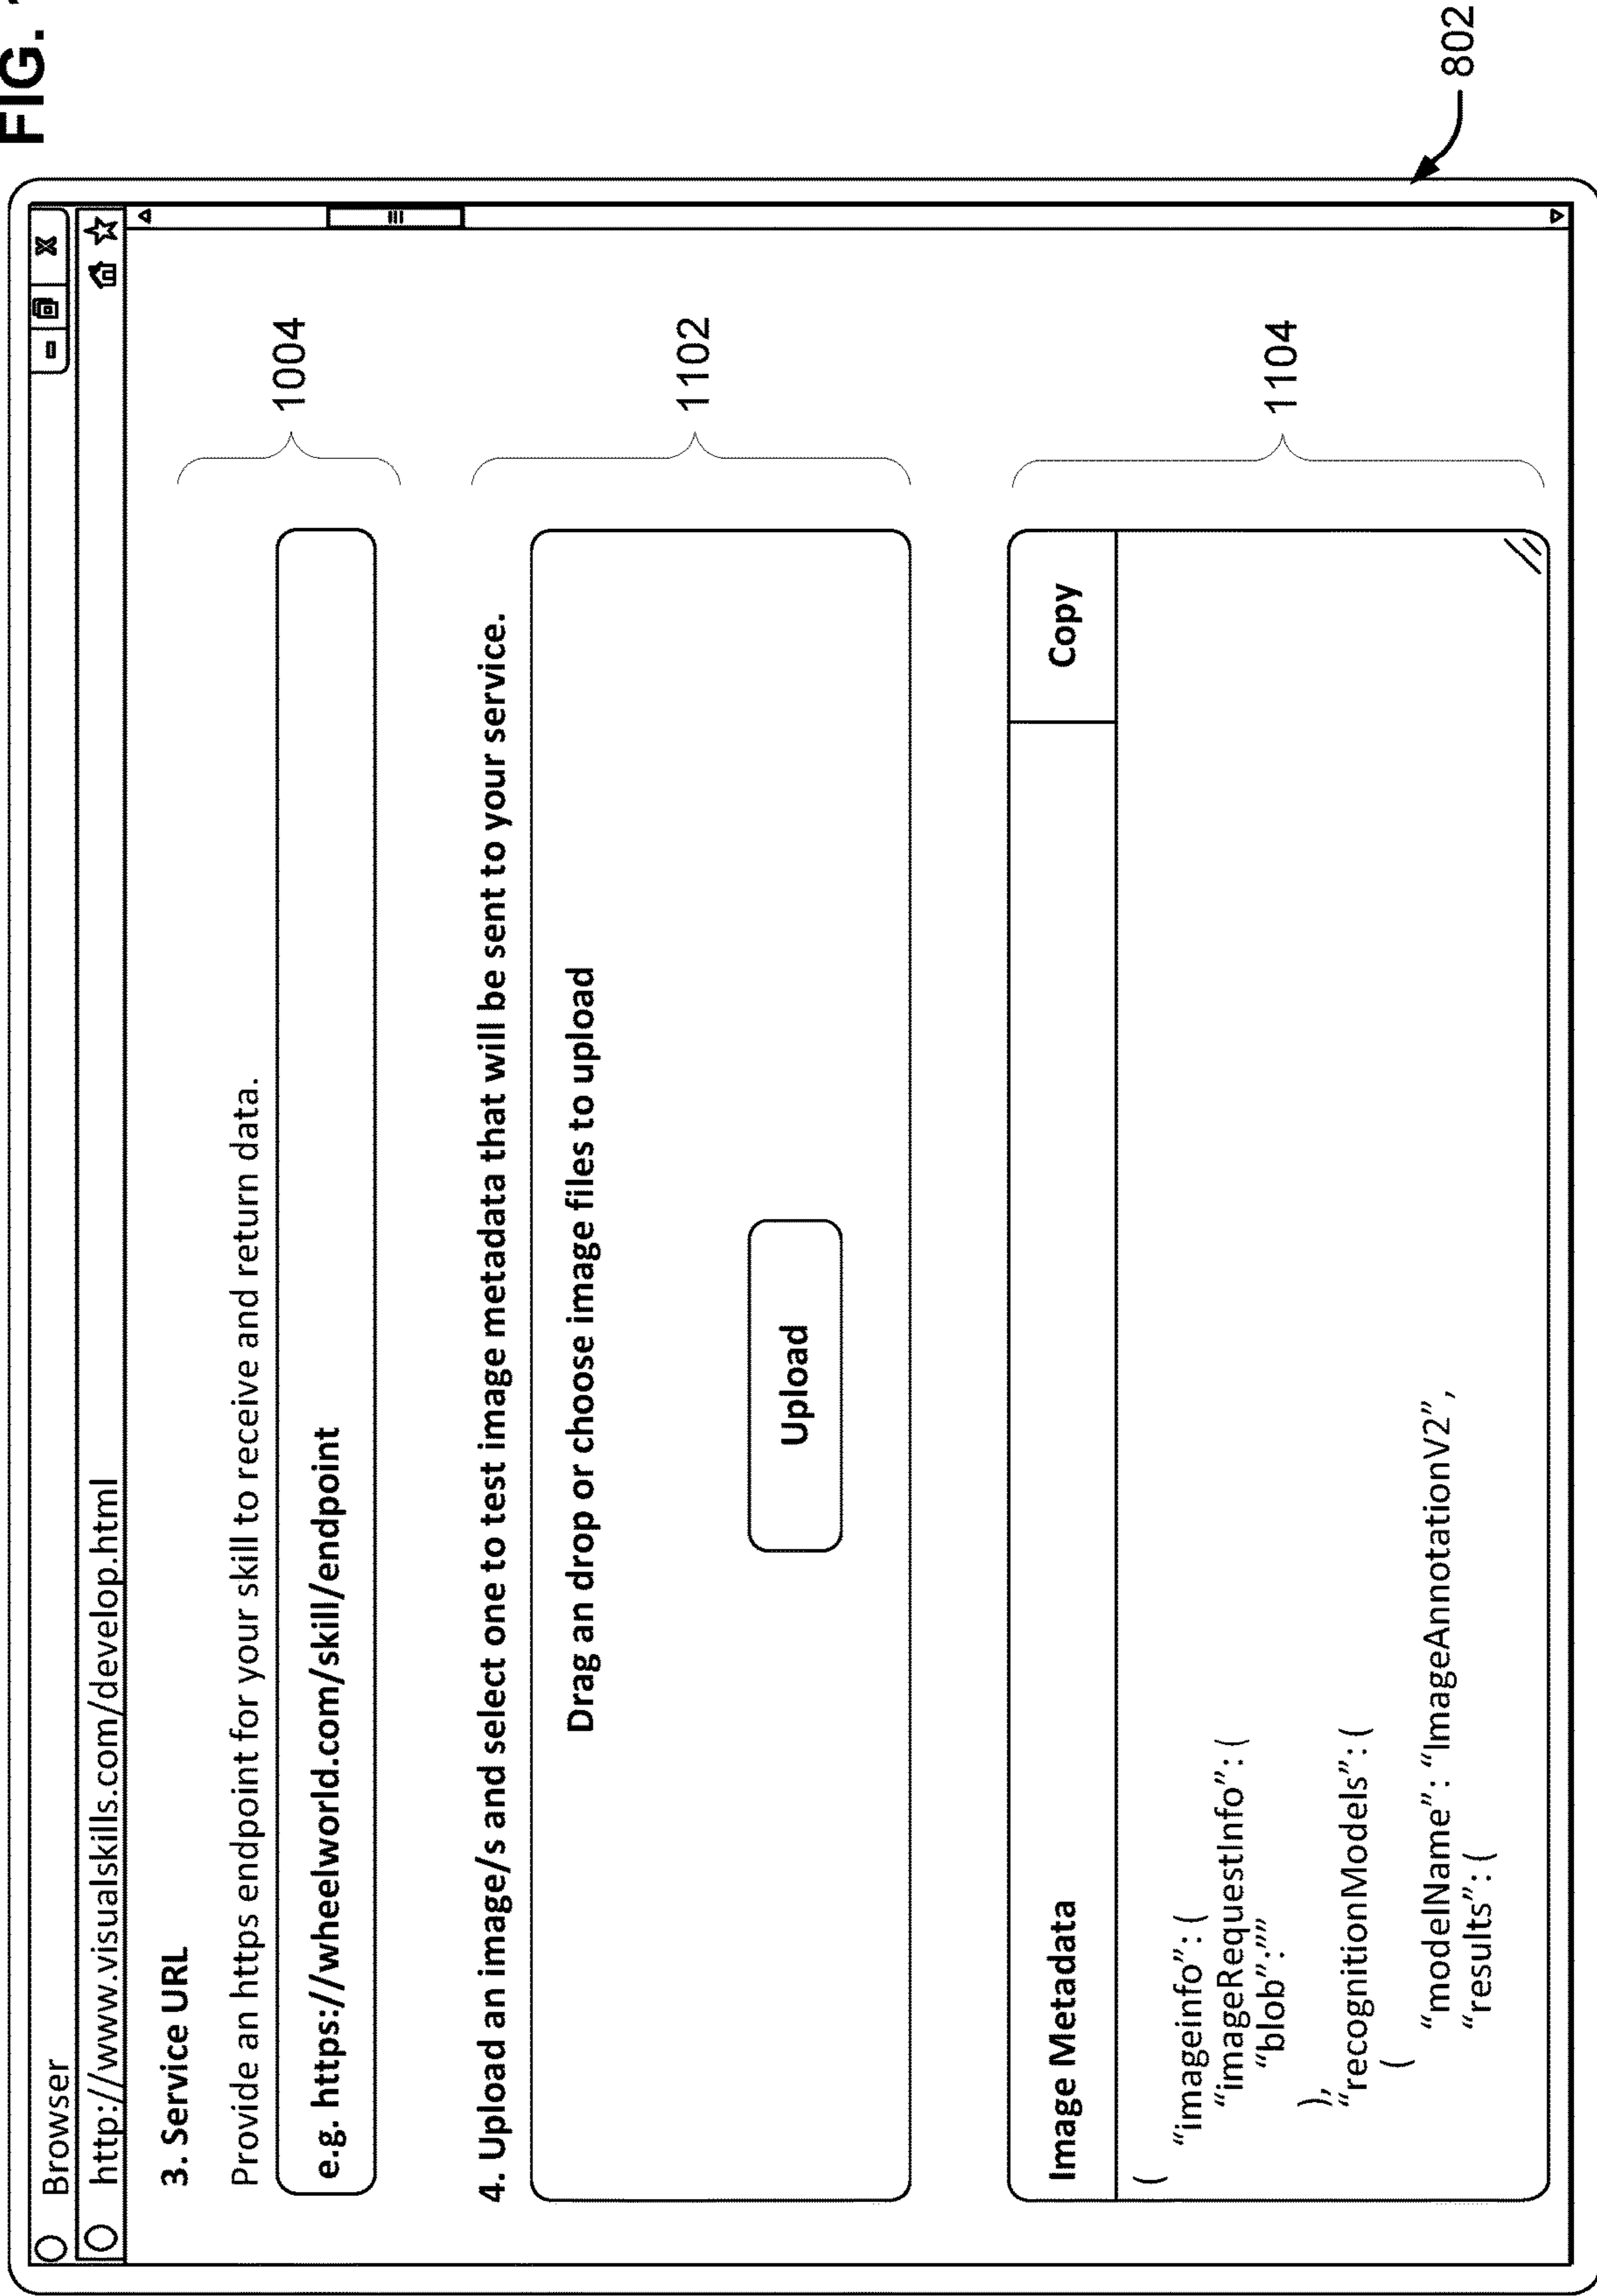 FIG.
Browser
http://www.visualskills.com/develop.html
3. Service URL
Provide an https endpoint for your skill to receive and return data.
e.g. https://wheelworld.com/skill/endpoint
1004
4. Upload an image/s and select one to test image metadata that will be sent to your service.
Drag an drop or choose image files to upload
Upload
1102
Image Metadata
Copy
(
“imageinfo”: (
“imageRequestInfo”: (
“blob”:””
),
“recognitionModels”: (
(
“modelName”: “ImageAnnotationV2”,
“results”: (
1104
802